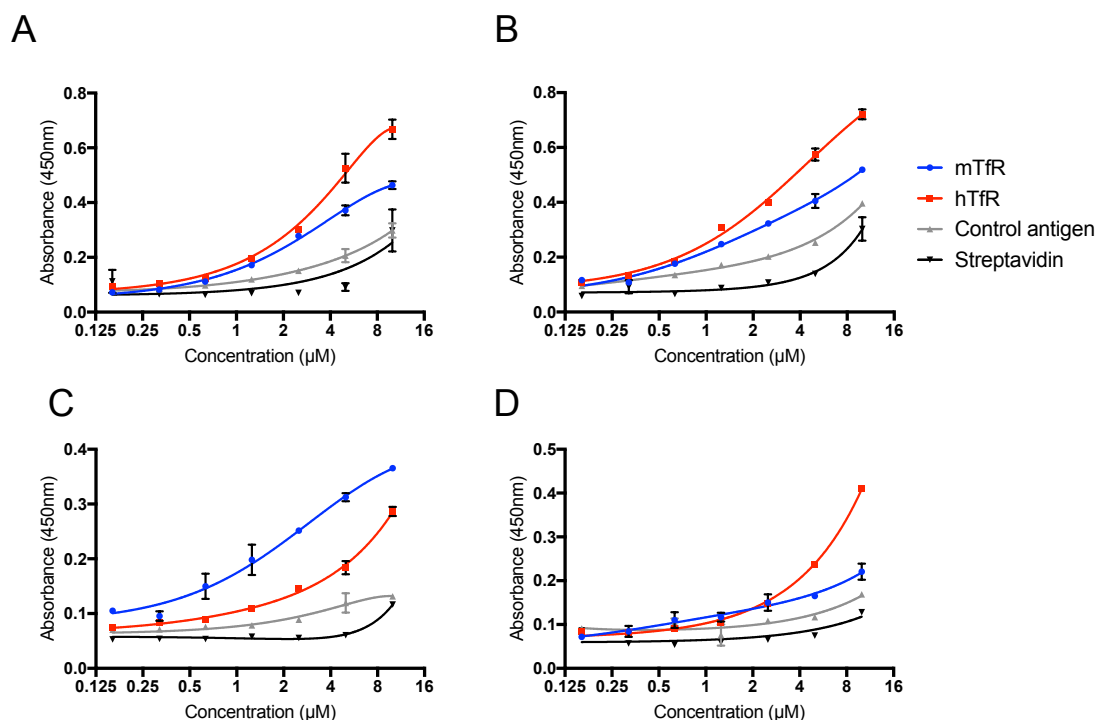 A
Absorbance (450nm)
0.8
0.6
0.4
0.2
0.0
0.125 0.25 0.5 1 2 4 8 16
Concentration (µM)
B
Absorbance (450nm)
0.8
0.6
0.4
0.2
0.0
0.125 0.25 0.5 1 2 4 8 16
Concentration (µM)
mTfR
hTfR
Control antigen
Streptavidin
C
Absorbance (450nm)
0.4
0.3
0.2
0.1
0.0
0.125 0.25 0.5 1 2 4 8 16
Concentration (µM)
D
Absorbance (450nm)
0.5
0.4
0.3
0.2
0.1
0.0
0.125 0.25 0.5 1 2 4 8 16
Concentration (µM)